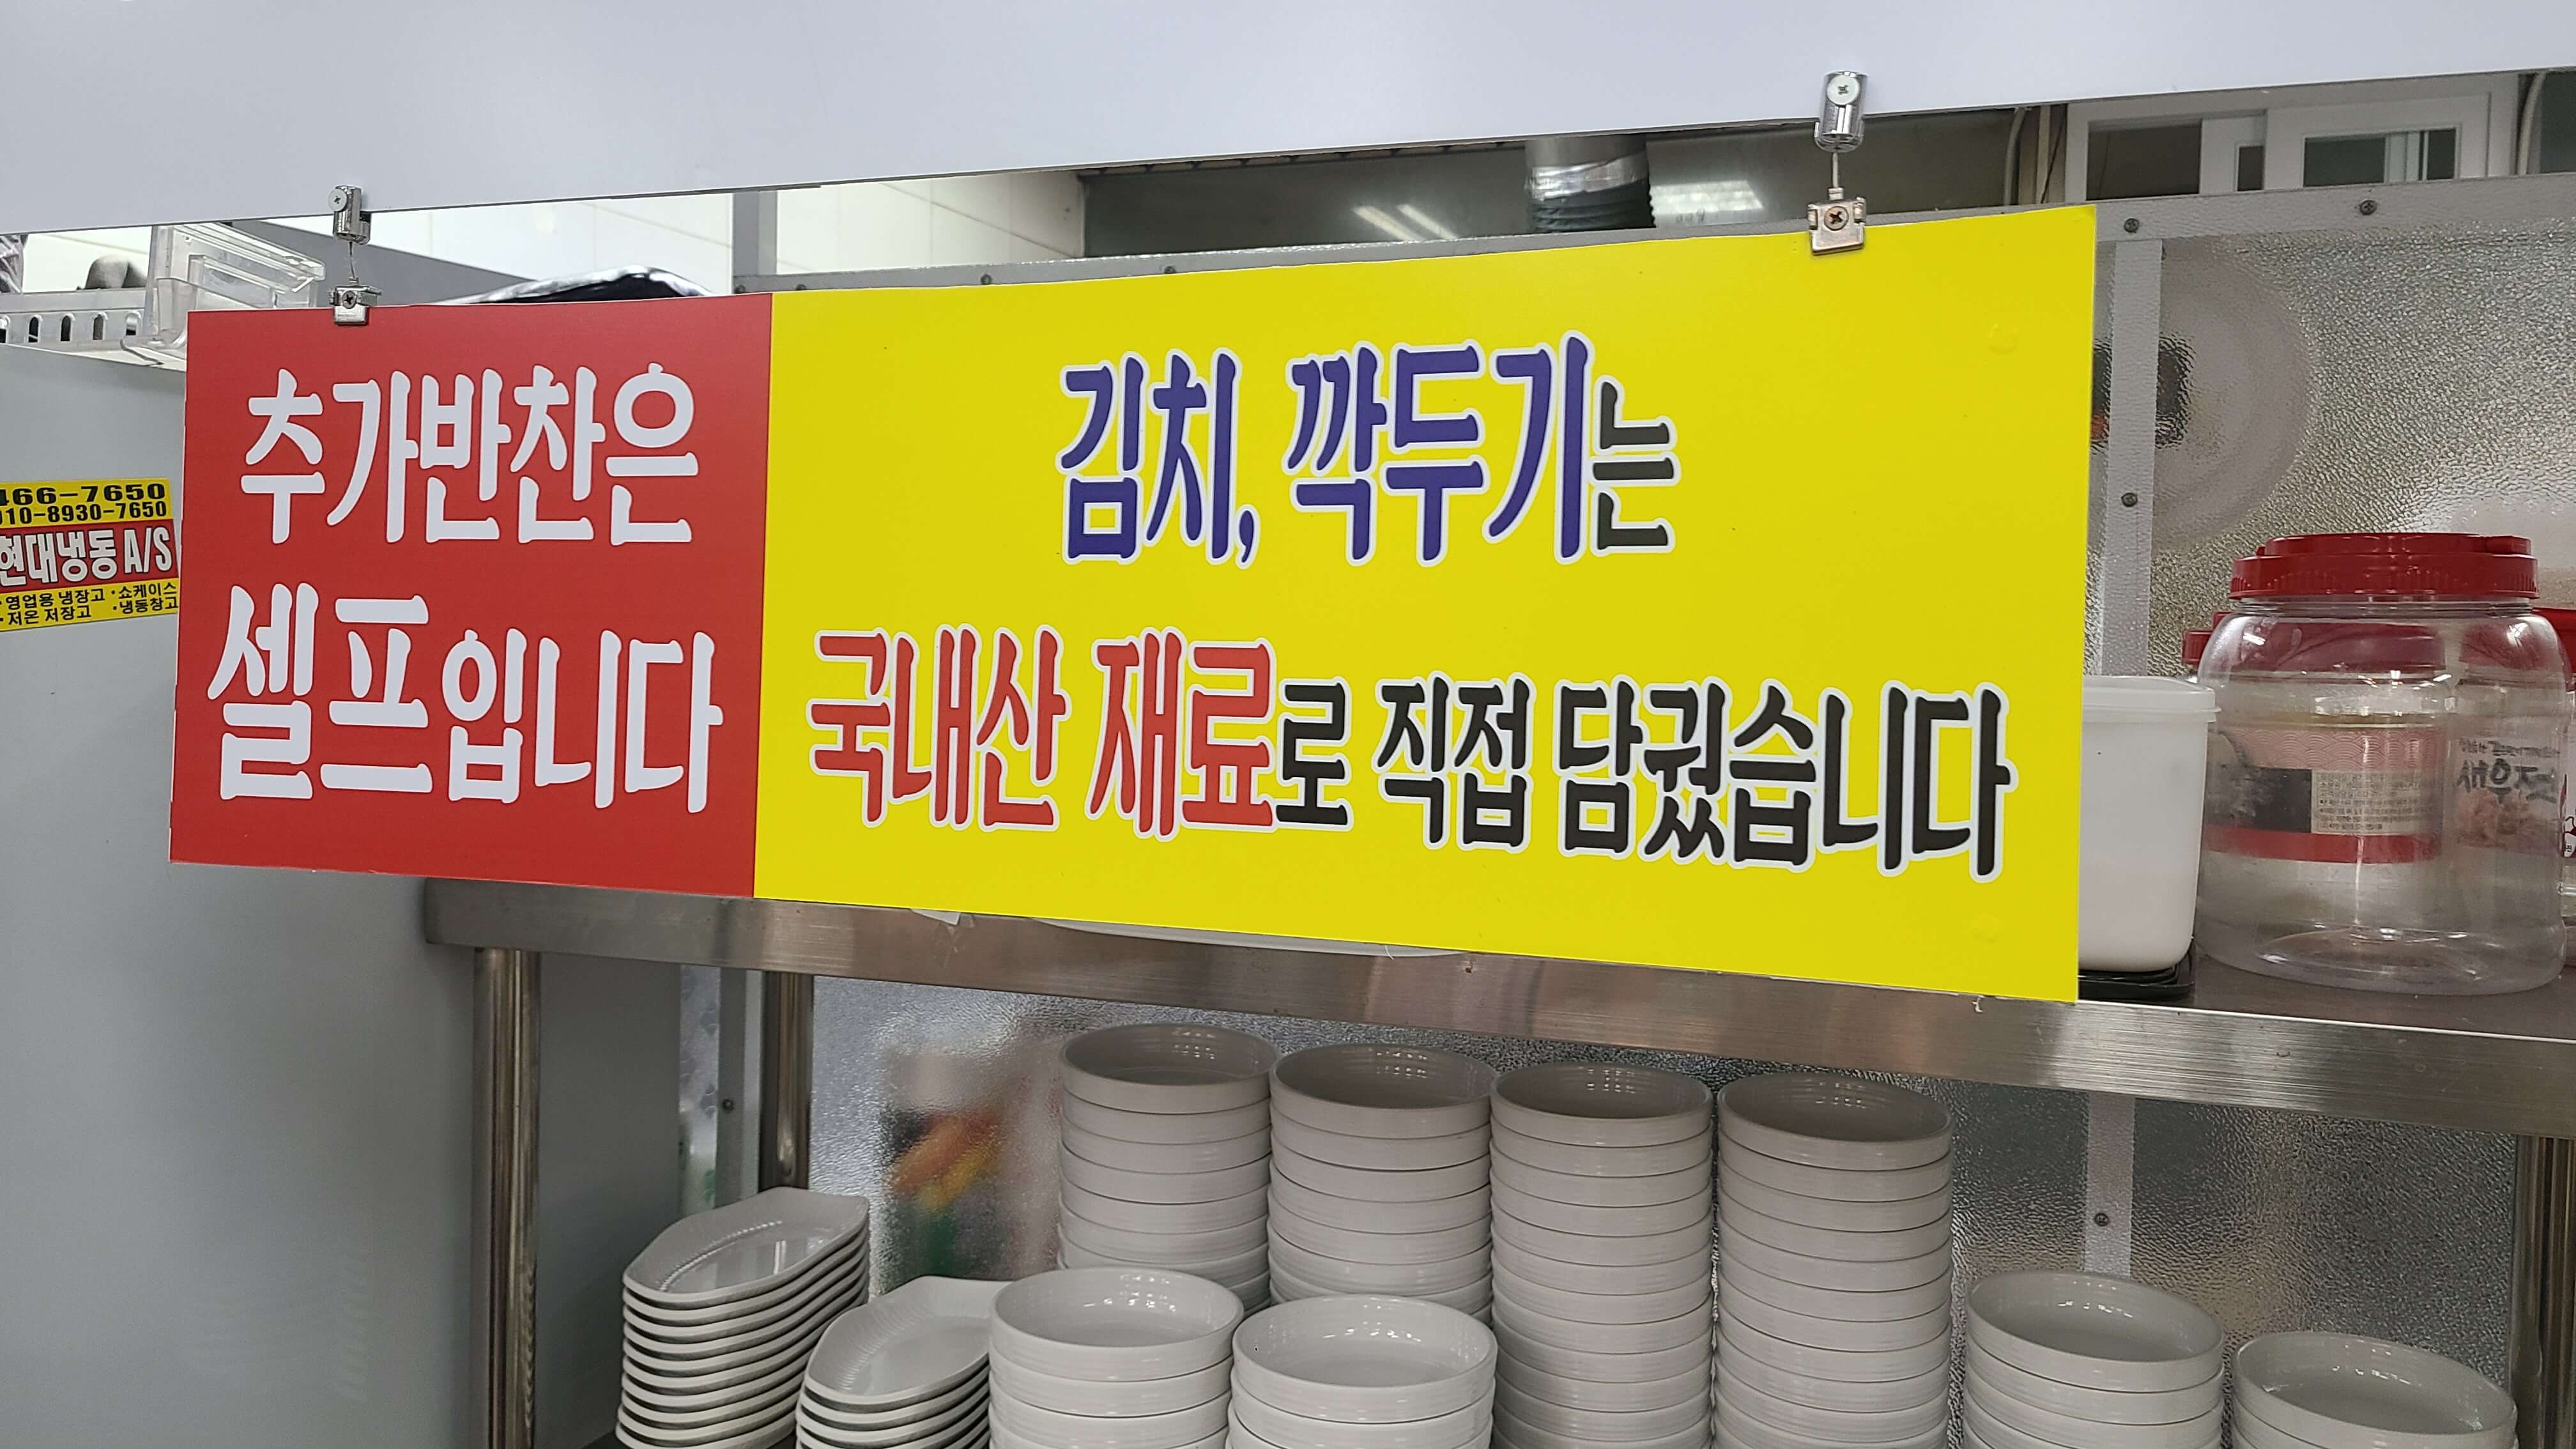 추가반찬은
셀프입니다
김치, 깍두기는
국내산 재료로 직접 담궜습니다
466-7650
010-8930-7650
현대냉동 A/S
·영업용 냉장고 ·쇼케이스
·저온 저장고 ·냉동창고
새우젓